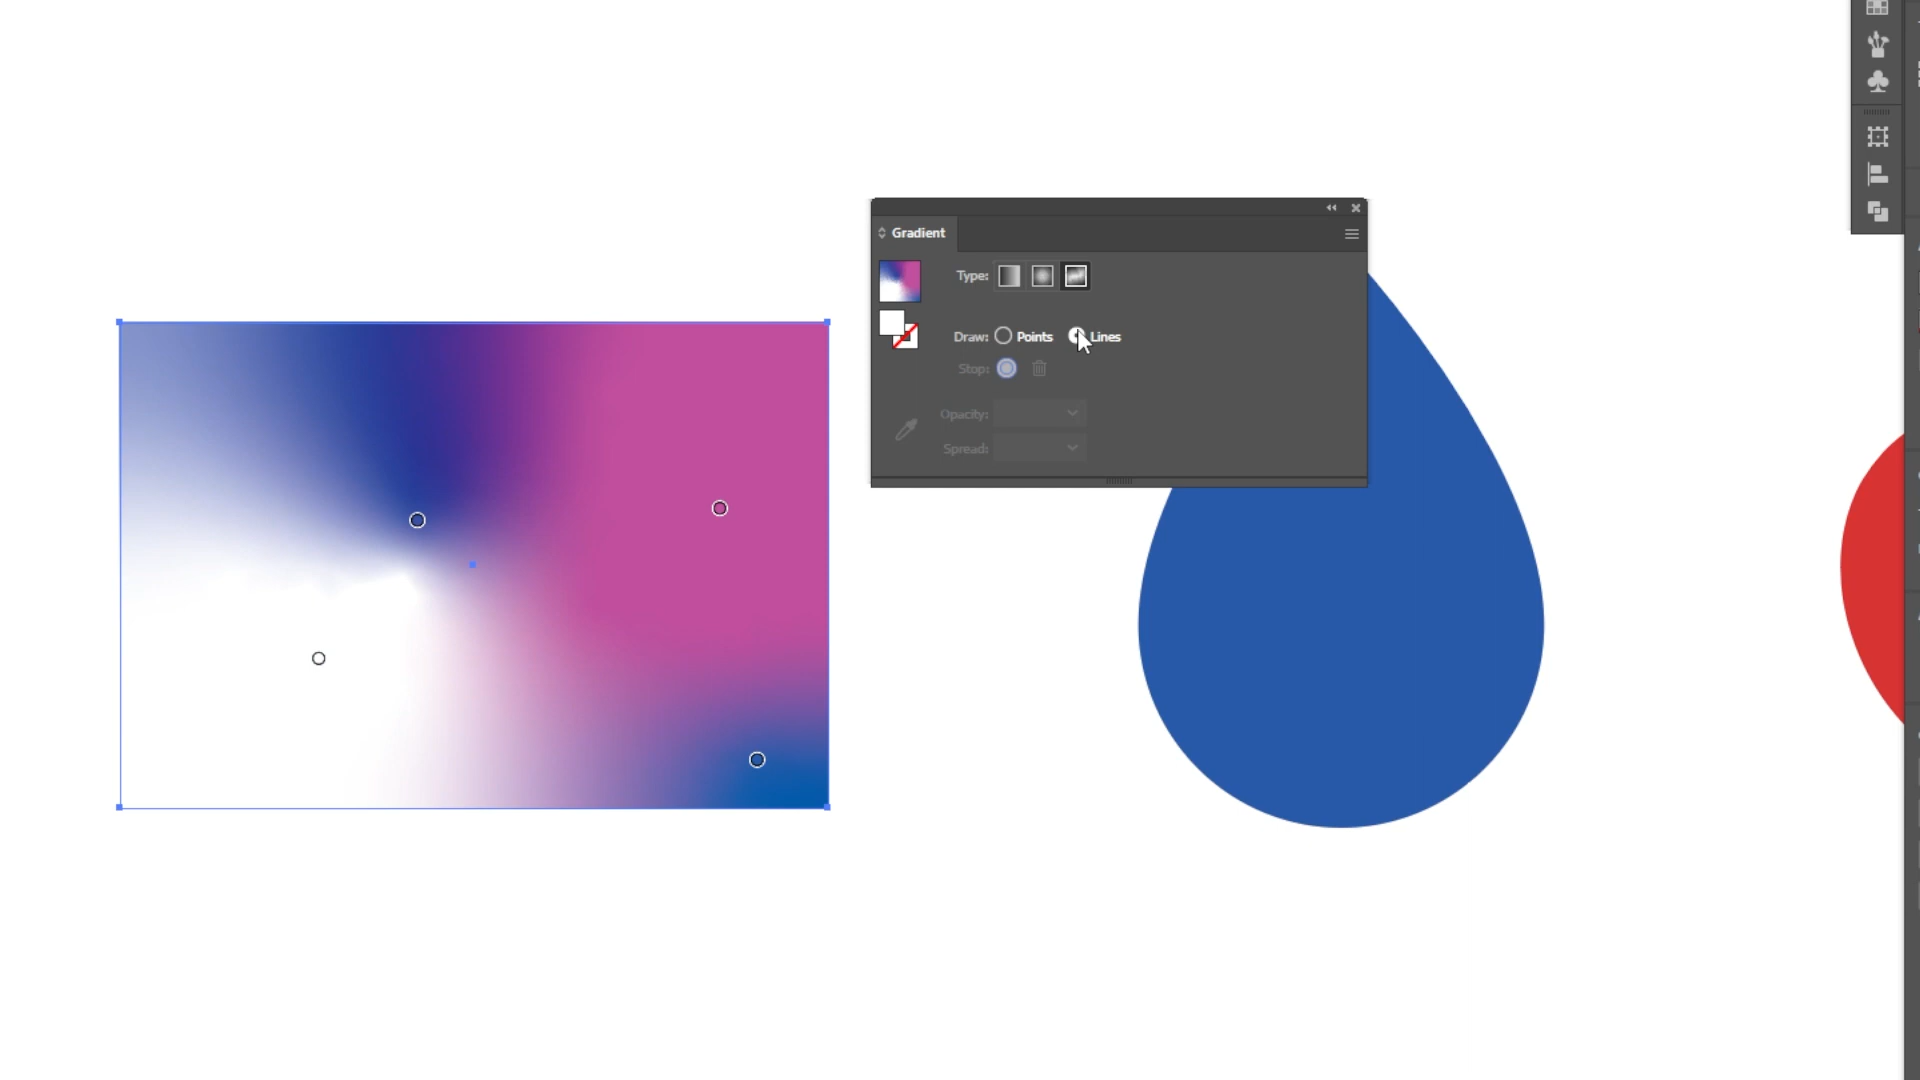 Gradient
Type:
Draw: Points Lines
Stop:
Opacity:
Spread: